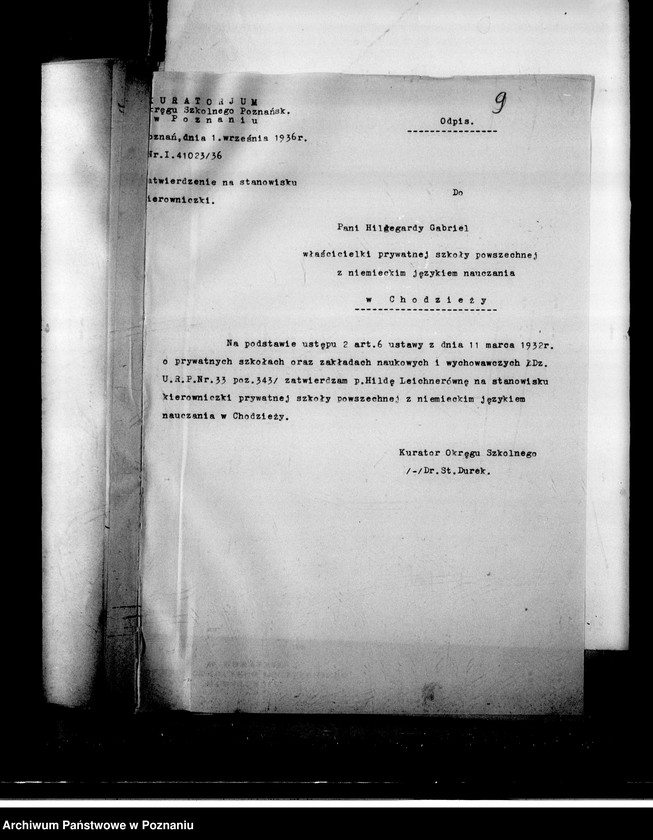 KURATORJUM
Okręgu Szkolnego Poznańsk.
w Poznaniu
9
Odpis.
Poznań,dnia 1.września 1936r.
Nr.I.41023/36
Zatwierdzenie na stanowisku
kierowniczki.
Do
Pani Hildegardy Gabriel
właścicielki prywatnej szkoły powszechnej
z niemieckim językiem nauczania
w Chodzieży
Na podstawie ustępu 2 art.6 ustawy z dnia 11 marca 1932r.
o prywatnych szkołach oraz zakładach naukowych i wychowawczych /Dz.
U.R.P.Nr.33 poz.343/ zatwierdzam p.Hildę Leichnerównę na stanowisku
kierowniczki prywatnej szkoły powszechnej z niemieckim językiem
nauczania w Chodzieży.
Kurator Okręgu Szkolnego
/-/Dr.St.Durek.
Archiwum Państwowe w Poznaniu